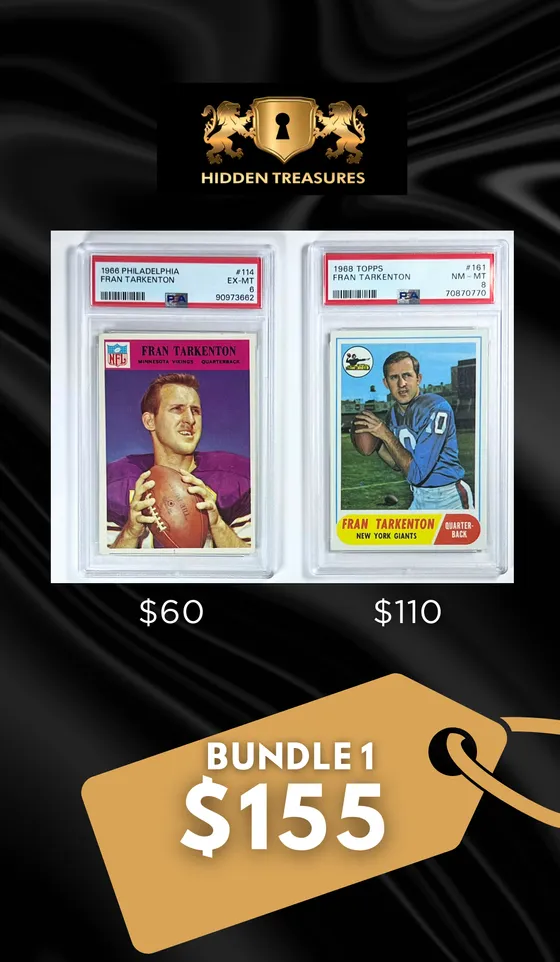 HIDDEN TREASURES
1966 PHILADELPHIA #114
FRAN TARKENTON EX-MT
6
PSA 90973662
1968 TOPPS #161
FRAN TARKENTON NM-MT
8
PSA 70870770
NFL
FRAN TARKENTON
MINNESOTA VIKINGS QUARTERBACK
10
FRAN TARKENTON QUARTER-
NEW YORK GIANTS BACK
$60 $110
BUNDLE 1
$155